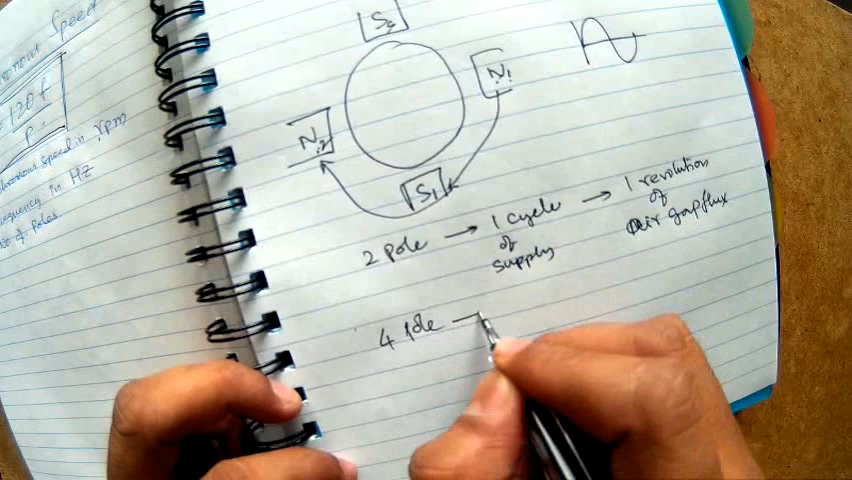 Speed
120 f
P
speed in rpm
in HZ
No of poles
S2
N1
N2
S1
2 pole → 1 cycle of supply → 1 revolution of air gap flux
4 pole —